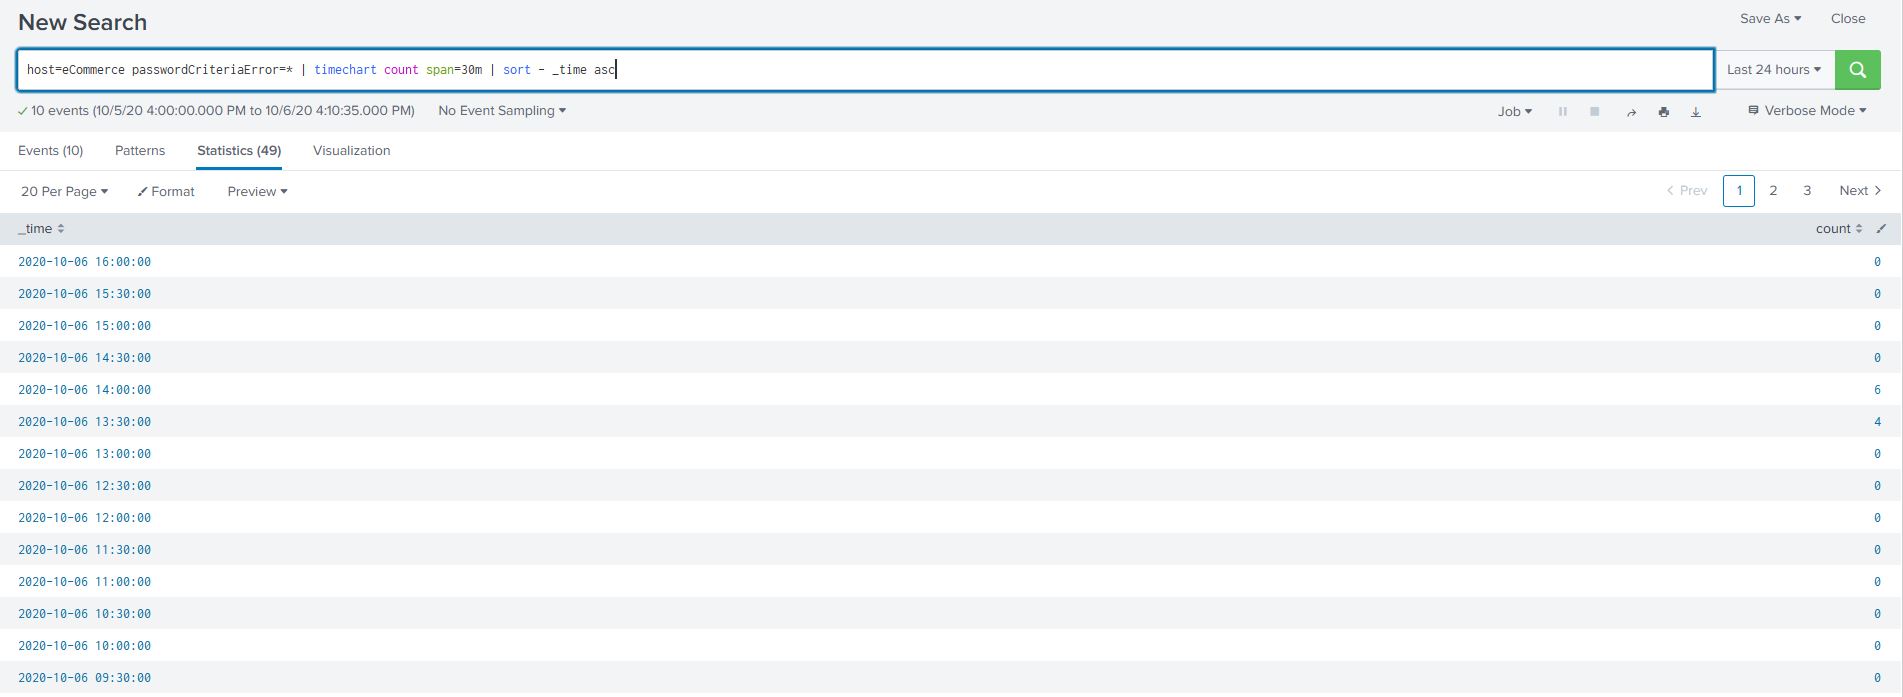 New Search
Save As Close
host=eCommerce passwordCriteriaError=* | timechart count span=30m | sort - _time asc
Last 24 hours
10 events (10/5/20 4:00:00.000 PM to 10/6/20 4:10:35.000 PM) No Event Sampling
Job Verbose Mode
Events (10) Patterns Statistics (49) Visualization
20 Per Page Format Preview
< Prev 1 2 3 Next >
_time count
2020-10-06 16:00:00 0
2020-10-06 15:30:00 0
2020-10-06 15:00:00 0
2020-10-06 14:30:00 0
2020-10-06 14:00:00 6
2020-10-06 13:30:00 4
2020-10-06 13:00:00 0
2020-10-06 12:30:00 0
2020-10-06 12:00:00 0
2020-10-06 11:30:00 0
2020-10-06 11:00:00 0
2020-10-06 10:30:00 0
2020-10-06 10:00:00 0
2020-10-06 09:30:00 0